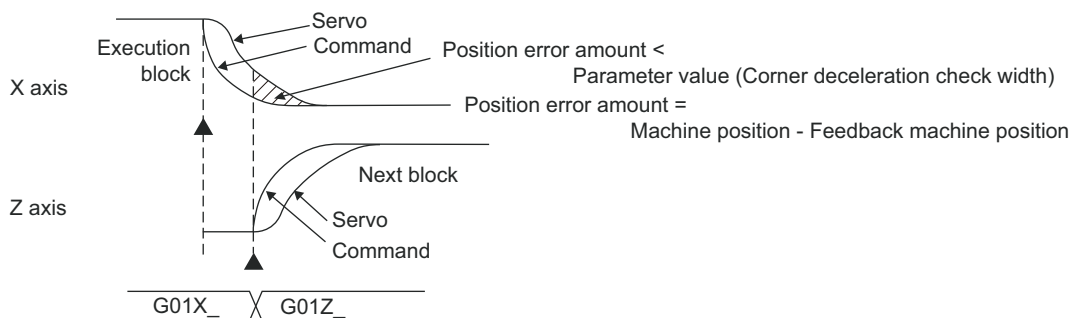 Servo
Command
Execution
block
Position error amount <
Parameter value (Corner deceleration check width)
X axis
Position error amount =
Machine position - Feedback machine position
Next block
Z axis
Servo
Command
G01X_
G01Z_